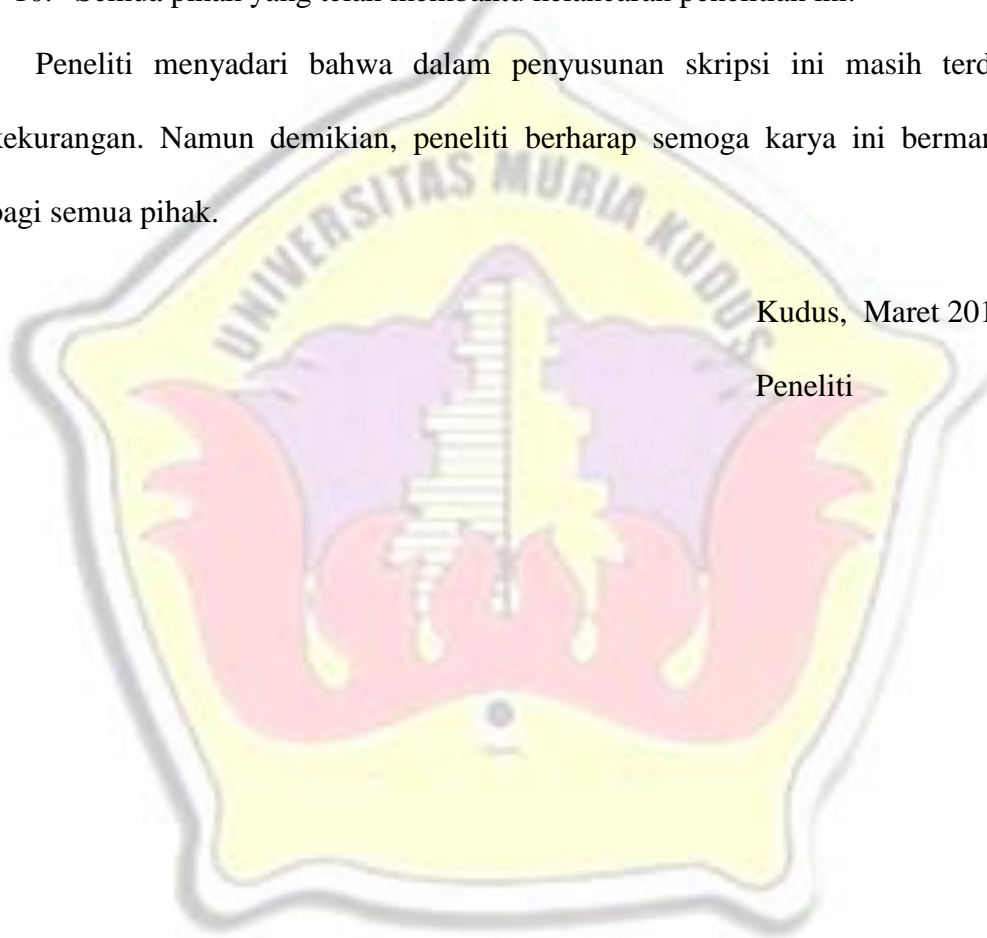 10. Semua pihak yang telah membantu kelancaran penelitian ini.
Peneliti menyadari bahwa dalam penyusunan skripsi ini masih terd
kekurangan. Namun demikian, peneliti berharap semoga karya ini berman
bagi semua pihak.
UNIVERSITAS MURIA KUDUS
Kudus, Maret 201
Peneliti